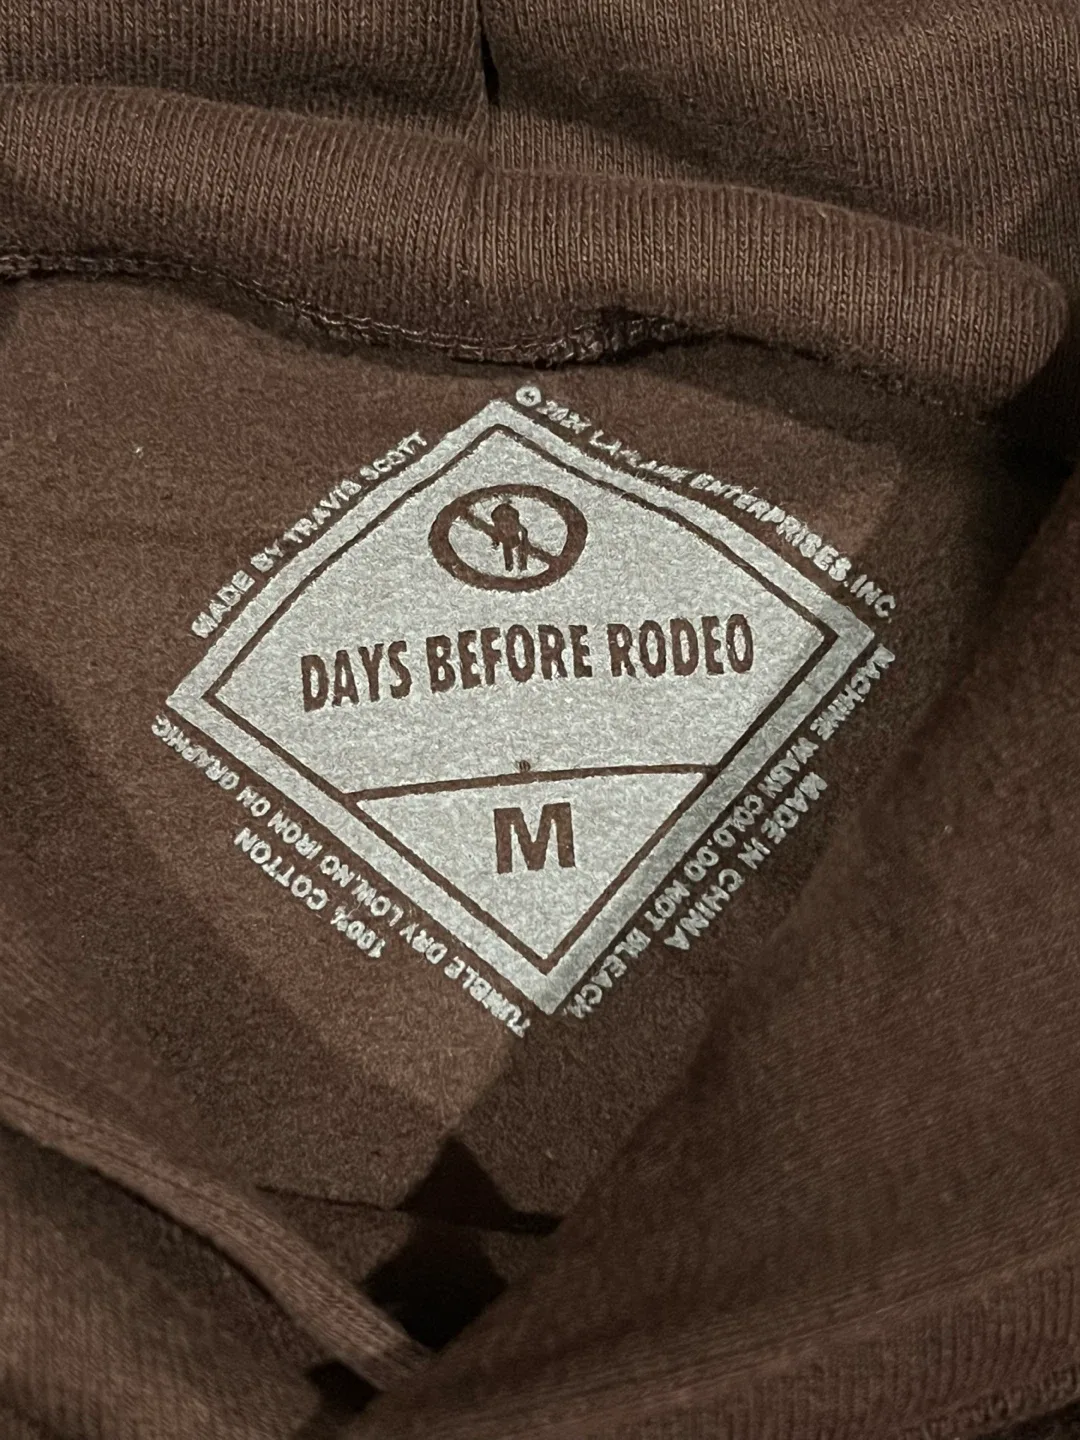 MADE BY TRAVIS SCOTT
© 2024 ENTERPRISES.INC
DAYS BEFORE RODEO
M
MACHINE WASH COLD.DO NOT BLEACH.
MADE IN CHINA
TUMBLE DRY LOW.NO IRON ON GRAPHIC
100% COTTON